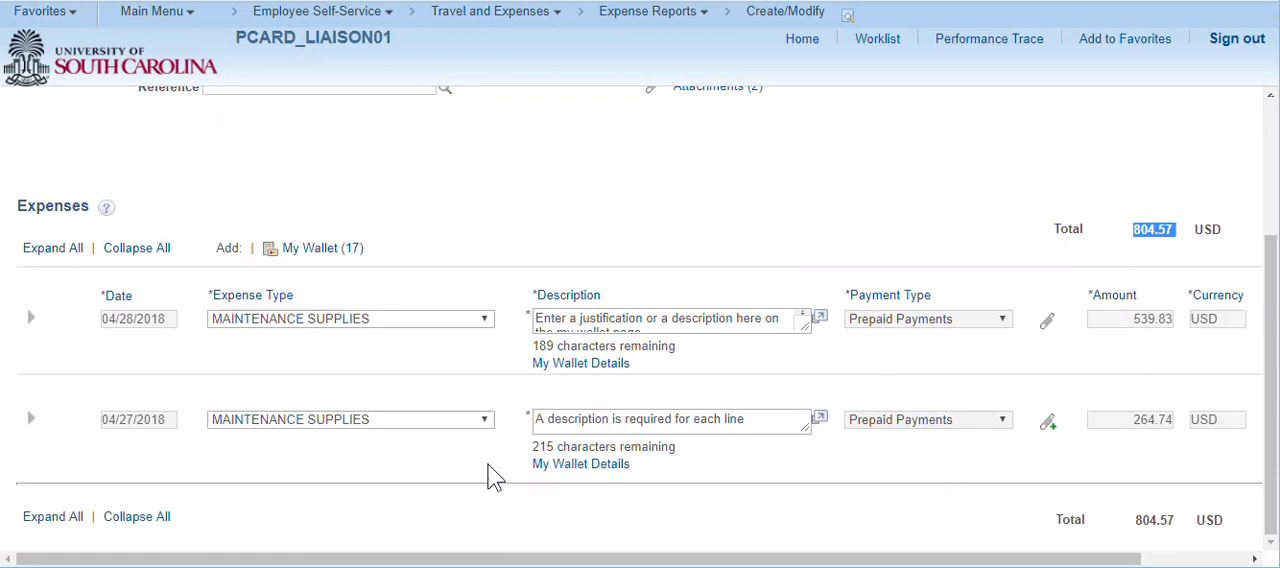 Favorites Main Menu > Employee Self-Service > Travel and Expenses > Expense Reports > Create/Modify
UNIVERSITY OF
SOUTH CAROLINA
PCARD_LIAISON01
Home Worklist Performance Trace Add to Favorites Sign out
Reference Attachments (2)
Expenses ?
Total 804.57 USD
Expand All | Collapse All Add: | My Wallet (17)
*Date *Expense Type *Description *Payment Type *Amount *Currency
04/28/2018 MAINTENANCE SUPPLIES * Enter a justification or a description here on Prepaid Payments 539.83 USD
the my wallet page
189 characters remaining
My Wallet Details
04/27/2018 MAINTENANCE SUPPLIES * A description is required for each line Prepaid Payments 264.74 USD
215 characters remaining
My Wallet Details
Expand All | Collapse All Total 804.57 USD